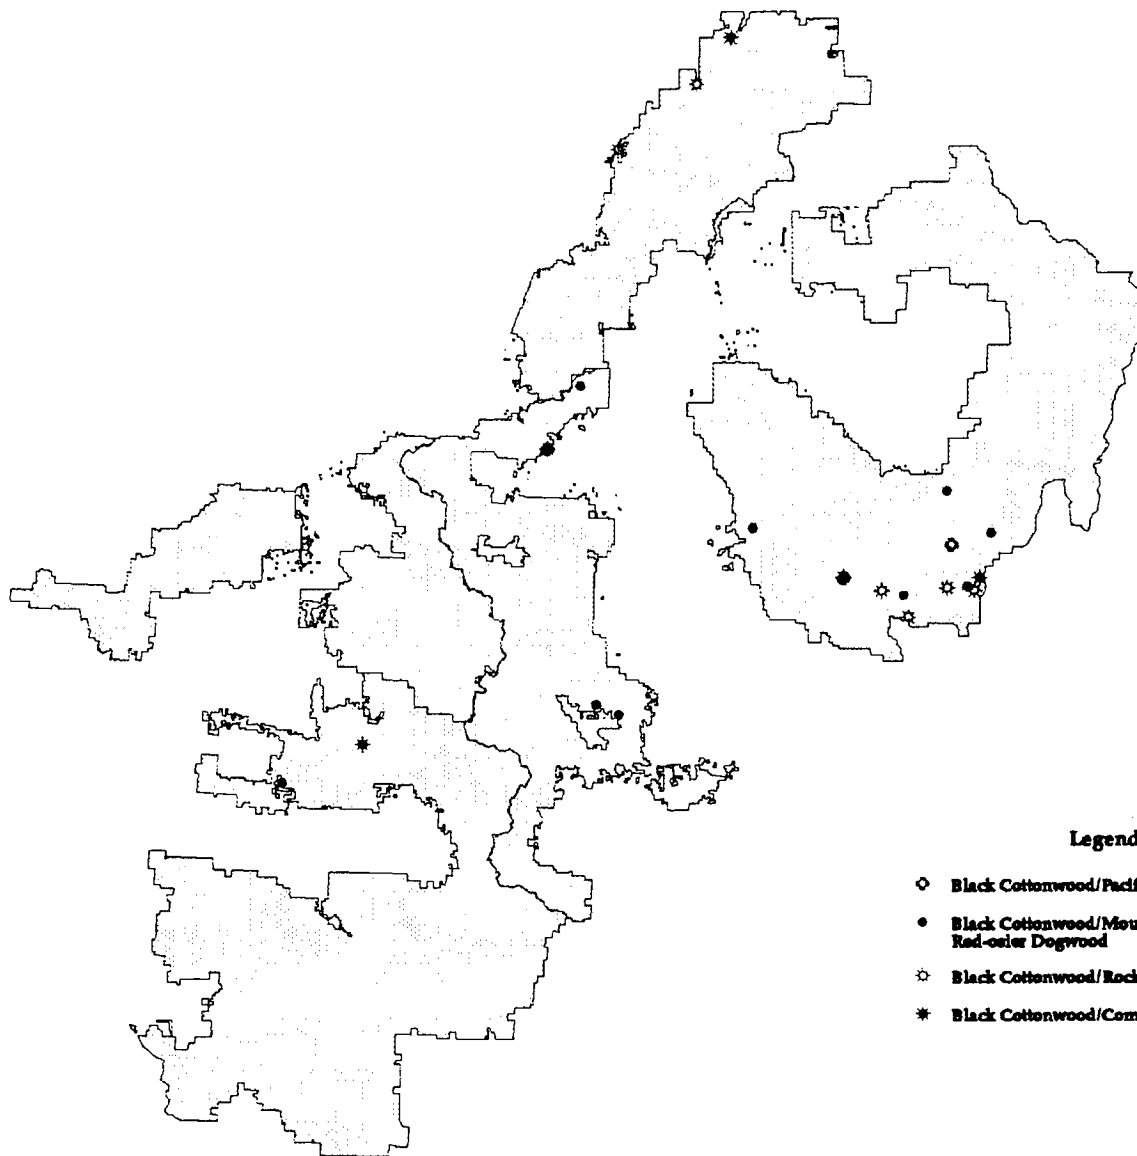 Legend
Black Cottonwood/Pacif
Black Cottonwood/Mou
Red-osier Dogwood
Black Cottonwood/Rock
Black Cottonwood/Com